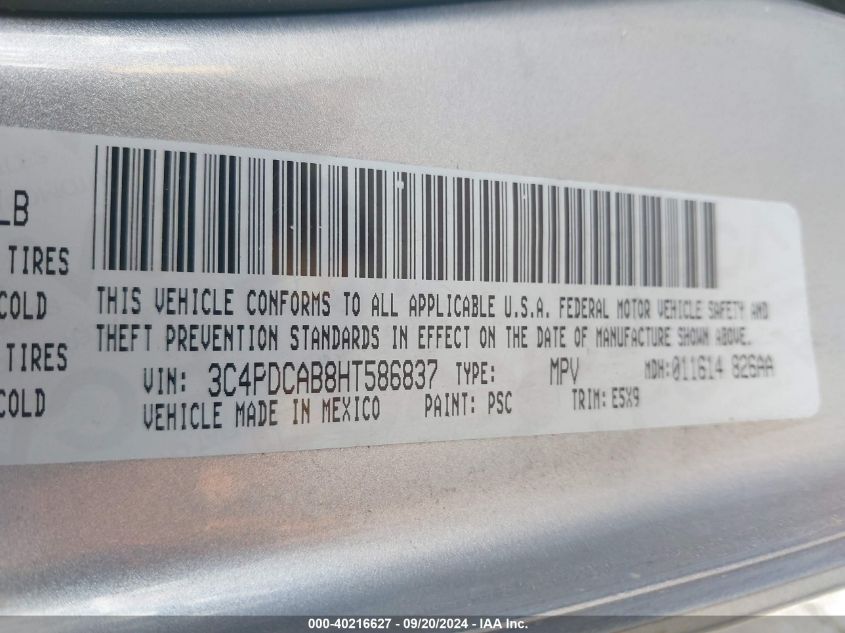 LB
TIRES
COLD
TIRES
COLD
THIS VEHICLE CONFORMS TO ALL APPLICABLE U.S.A. FEDERAL MOTOR VEHICLE SAFETY AND
THEFT PREVENTION STANDARDS IN EFFECT ON THE DATE OF MANUFACTURE SHOWN ABOVE.
VIN: 3C4PDCAB8HT586837 TYPE: MPV MDH:011614 826AA
VEHICLE MADE IN MEXICO PAINT: PSC TRIM: E5X9
000-40216627 - 09/20/2024 - IAA Inc.